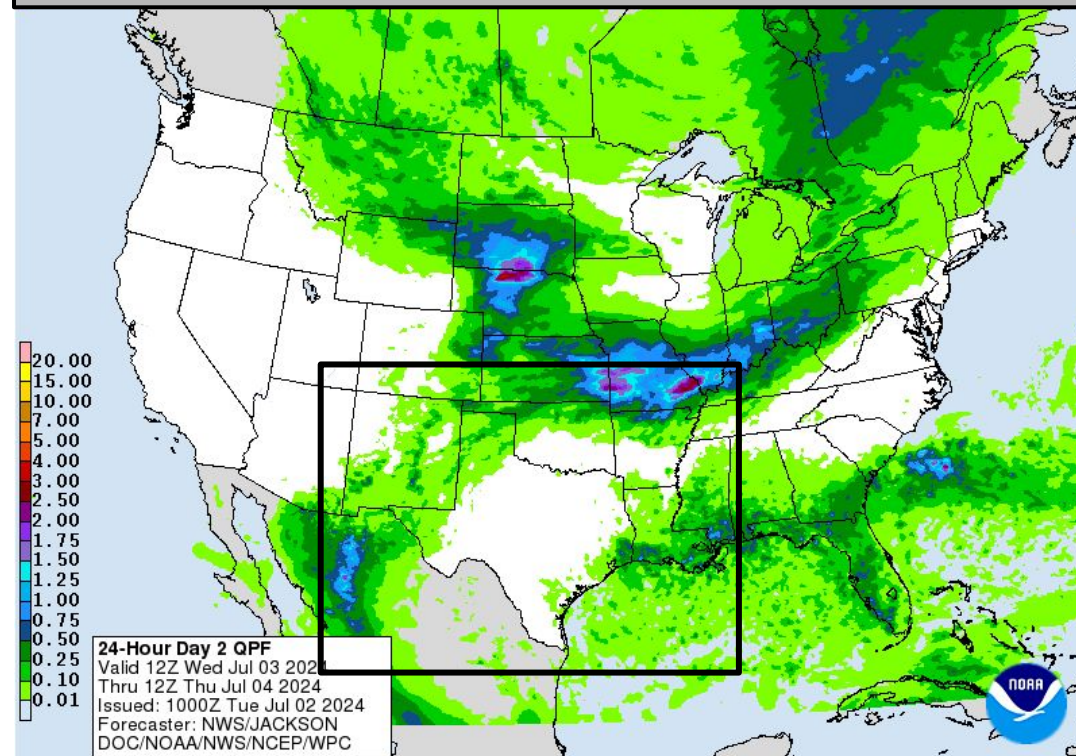 20.00
15.00
10.00
7.00
5.00
4.00
3.00
2.50
2.00
1.75
1.50
1.25
1.00
0.75
0.50
0.25
0.10
0.01
24-Hour Day 2 QPF
Valid 12Z Wed Jul 03 2024
Thru 12Z Thu Jul 04 2024
Issued: 1000Z Tue Jul 02 2024
Forecaster: NWS/JACKSON
DOC/NOAA/NWS/NCEP/WPC
NOAA